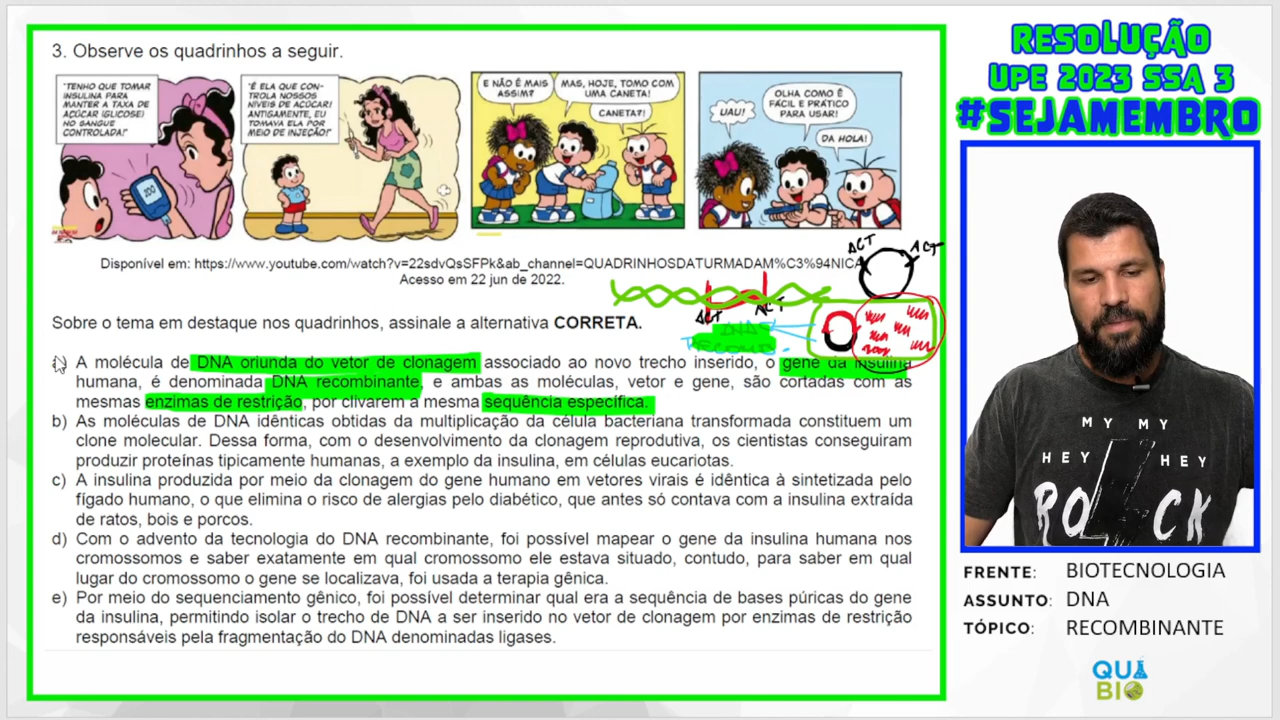 3. Observe os quadrinhos a seguir.
"TENHO QUE TOMAR
INSULINA PARA
MANTER A TAXA DE
AÇÚCAR (GLICOSE)
NO SANGUE
CONTROLADA!"
"É ELA QUE CON-
TROLA NOSSOS
NÍVEIS DE AÇÚCAR!
ANTIGAMENTE, EU
TOMAVA ELA POR
MEIO DE INJEÇÃO!"
E NÃO É MAIS
ASSIM?
MAS, HOJE, TOMO COM
UMA CANETA!
CANETA?!
UAU!
OLHA COMO É
FÁCIL E PRÁTICO
PARA USAR!
DA HOLA!
Disponível em: https://www.youtube.com/watch?v=22sdvQsSFPk&ab_channel=QUADRINHOSDATURMADAM%C3%94NICA
Acesso em 22 jun de 2022.
ACT
ACT
ACT
ACT
Sobre o tema em destaque nos quadrinhos, assinale a alternativa CORRETA.
A molécula de DNA oriunda do vetor de clonagem associado ao novo trecho inserido, o gene da insulina
humana, é denominada DNA recombinante, e ambas as moléculas, vetor e gene, são cortadas com as
mesmas enzimas de restrição, por clivarem a mesma sequência específica.
b) As moléculas de DNA idênticas obtidas da multiplicação da célula bacteriana transformada constituem um
clone molecular. Dessa forma, com o desenvolvimento da clonagem reprodutiva, os cientistas conseguiram
produzir proteínas tipicamente humanas, a exemplo da insulina, em células eucariotas.
c) A insulina produzida por meio da clonagem do gene humano em vetores virais é idêntica à sintetizada pelo
fígado humano, o que elimina o risco de alergias pelo diabético, que antes só contava com a insulina extraída
de ratos, bois e porcos.
d) Com o advento da tecnologia do DNA recombinante, foi possível mapear o gene da insulina humana nos
cromossomos e saber exatamente em qual cromossomo ele estava situado, contudo, para saber em qual
lugar do cromossomo o gene se localizava, foi usada a terapia gênica.
e) Por meio do sequenciamento gênico, foi possível determinar qual era a sequência de bases púricas do gene
da insulina, permitindo isolar o trecho de DNA a ser inserido no vetor de clonagem por enzimas de restrição
responsáveis pela fragmentação do DNA denominadas ligases.
RESOLUÇÃO
UPE 2023 SSA 3
#SEJAMEMBRO
MY MY
HEY HEY
ROCK
FRENTE: BIOTECNOLOGIA
ASSUNTO: DNA
TÓPICO: RECOMBINANTE
QUA
BIO